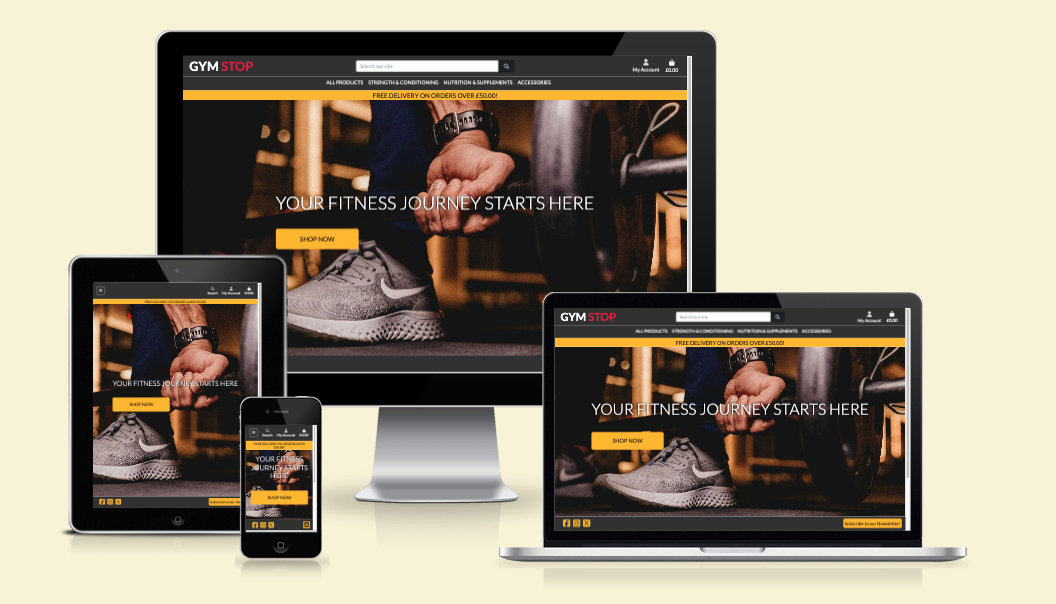 GYM STOP
Search our site
My Account
£0.00
ALL PRODUCTS STRENGTH & CONDITIONING NUTRITION & SUPPLEMENTS ACCESSORIES
FREE DELIVERY ON ORDERS OVER £50.00!
YOUR FITNESS JOURNEY STARTS HERE
SHOP NOW
Search My Account £0.00
FREE DELIVERY ON ORDERS OVER £50.00!
YOUR FITNESS JOURNEY STARTS HERE
SHOP NOW
Subscribe to our
Search My Account £0.00
FREE DELIVERY ON ORDERS OVER
£50.00!
YOUR FITNESS
JOURNEY STARTS
HERE
SHOP NOW
GYM STOP
Search our site
My Account £0.00
ALL PRODUCTS STRENGTH & CONDITIONING NUTRITION & SUPPLEMENTS ACCESSORIES
FREE DELIVERY ON ORDERS OVER £50.00!
YOUR FITNESS JOURNEY STARTS HERE
SHOP NOW
Subscribe to our Newsletter!